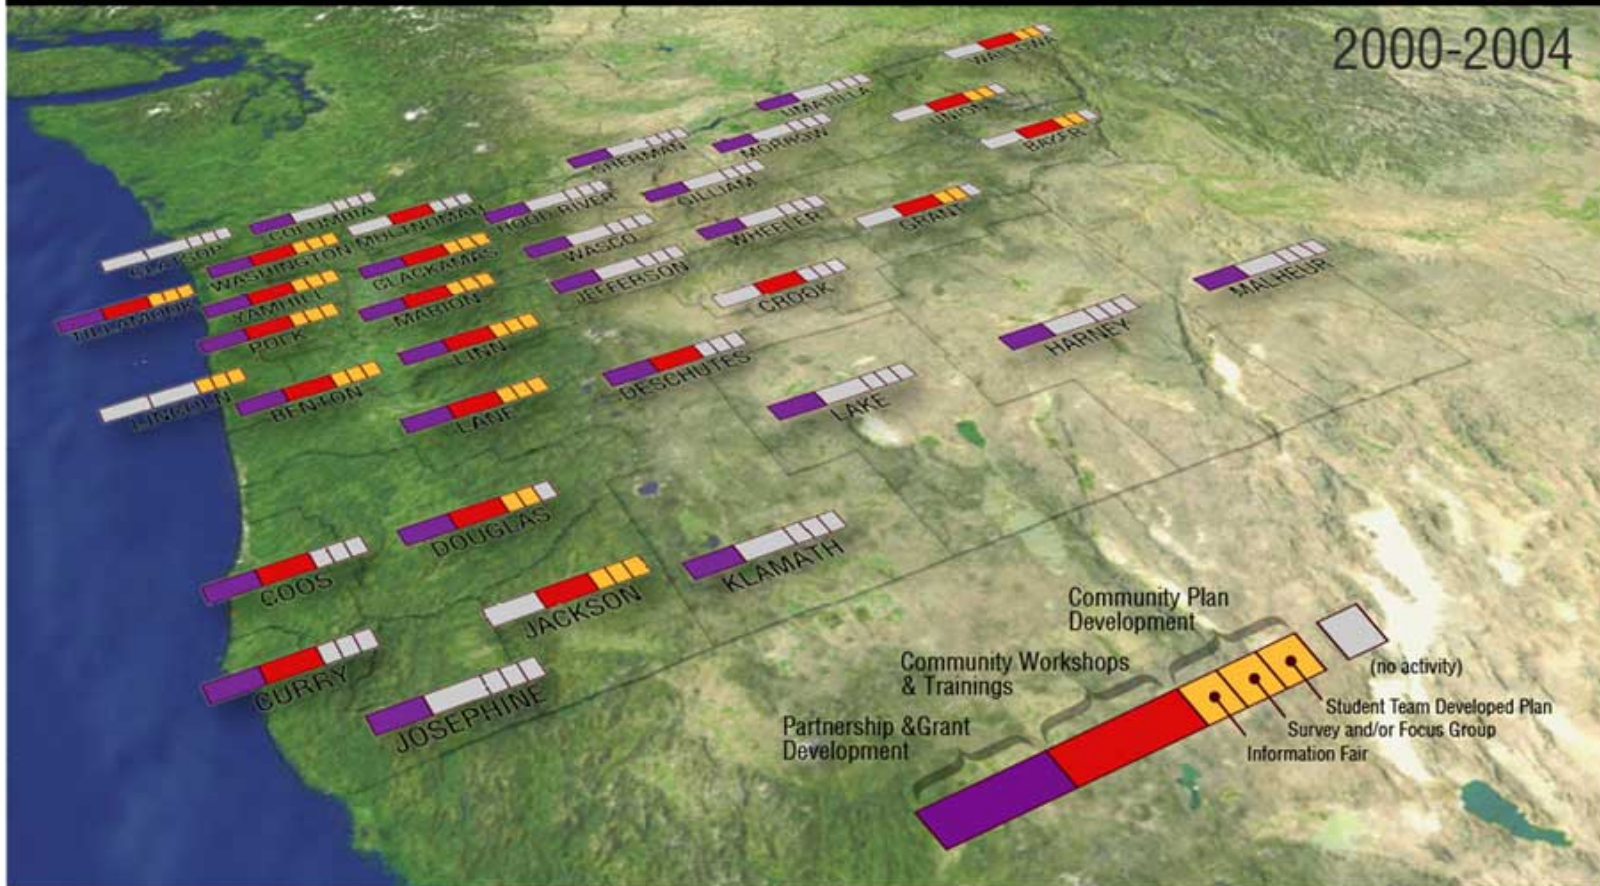 2000-2004
WALLOWA
UMATILLA
UNION
SHERMAN
MORROW
BAKER
GILLIAM
COLUMBIA
MULTNOMAH
HOOD RIVER
WHEELER
GRANT
CLATSOP
WASHINGTON
CLACKAMAS
WASCO
MALHEUR
JEFFERSON
TILLAMOOK
YAMHILL
MARION
CROOK
POLK
LINN
DESCHUTES
HARNEY
LINCOLN
BENTON
LANE
LAKE
DOUGLAS
COOS
KLAMATH
JACKSON
CURRY
JOSEPHINE
Community Plan
Development
Community Workshops
& Trainings
Partnership &Grant
Development
(no activity)
Student Team Developed Plan
Survey and/or Focus Group
Information Fair